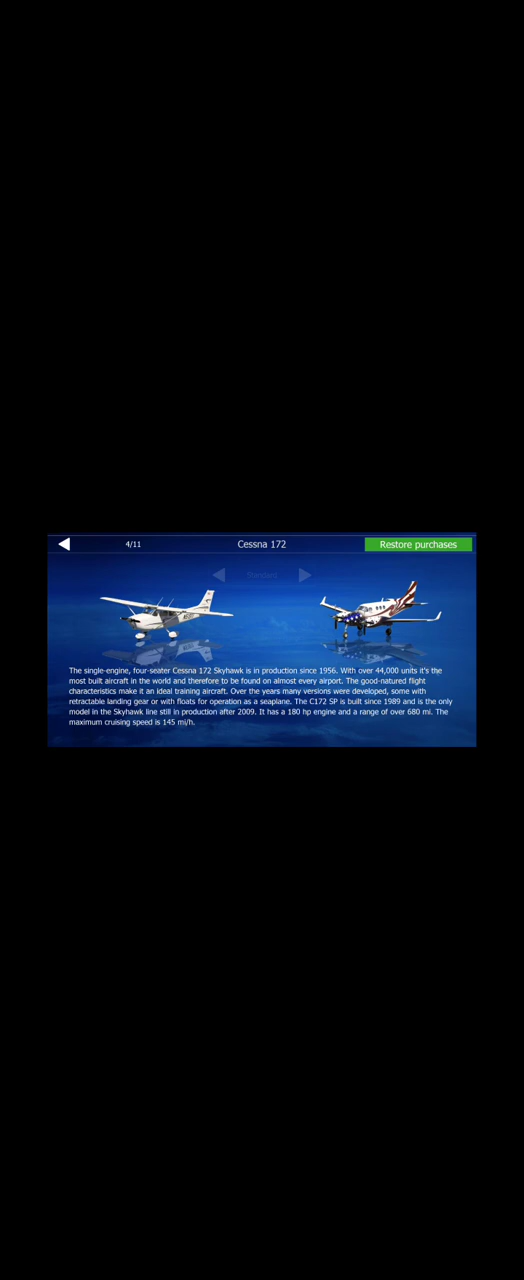 4/11
Cessna 172
Restore purchases
Standard
The single-engine, four-seater Cessna 172 Skyhawk is in production since 1956. With over 44,000 units it's the
most built aircraft in the world and therefore to be found on almost every airport. The good-natured flight
characteristics make it an ideal training aircraft. Over the years many versions were developed, some with
retractable landing gear or with floats for operation as a seaplane. The C172 SP is built since 1989 and is the only
model in the Skyhawk line still in production after 2009. It has a 180 hp engine and a range of over 680 mi. The
maximum cruising speed is 145 mi/h.